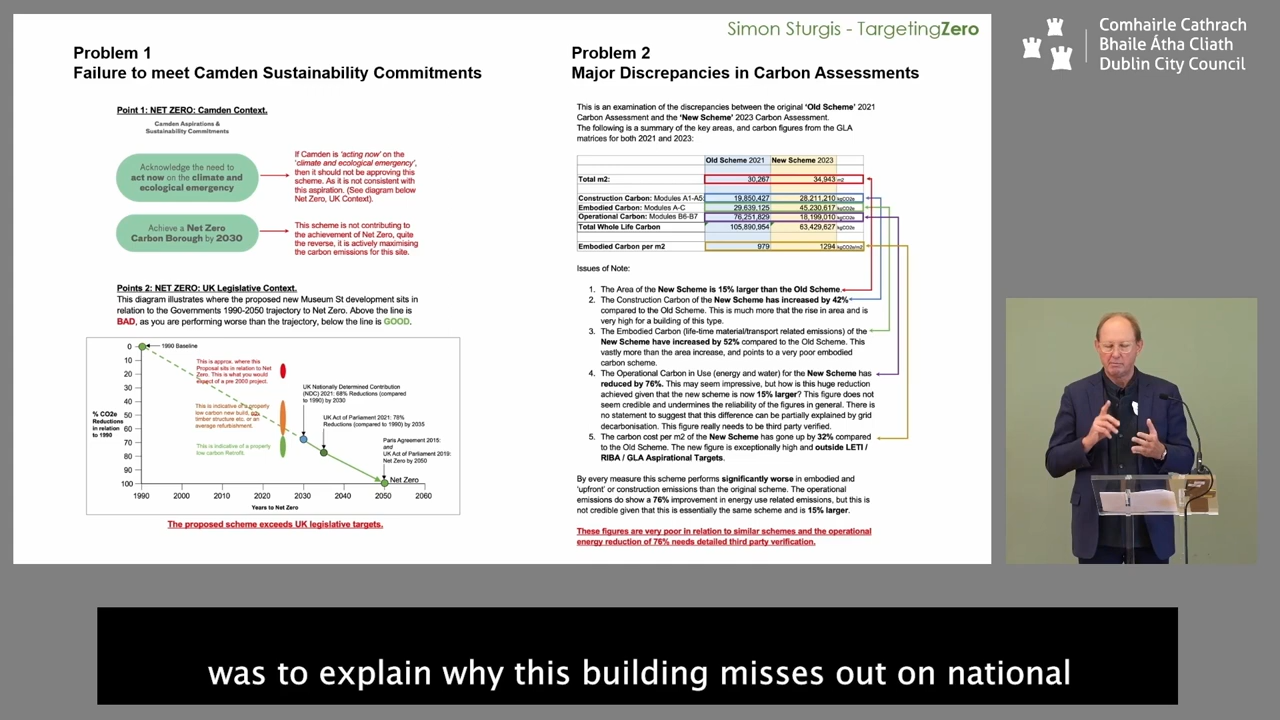 Simon Sturgis - TargetingZero
Comhairle Cathrach
Bhaile Átha Cliath
Dublin City Council
Problem 1
Failure to meet Camden Sustainability Commitments
Point 1: NET ZERO: Camden Context.
Camden Aspirations &
Sustainability Commitments
Acknowledge the need to
act now on the climate and
ecological emergency
If Camden is 'acting now' on the
'climate and ecological emergency',
then it should not be approving this
scheme. As it is not consistent with
this aspiration. (See diagram below
Net Zero, UK Context).
Achieve a Net Zero
Carbon Borough by 2030
This scheme is not contributing to
the achievement of Net Zero, quite
the reverse, it is actively maximising
the carbon emissions for this site.
Points 2: NET ZERO: UK Legislative Context.
This diagram illustrates where the proposed new Museum St development sits in
relation to the Governments 1990-2050 trajectory to Net Zero. Above the line is
BAD, as you are performing worse than the trajectory, below the line is GOOD.
% CO2e
Reductions
in relation
to 1990
0
10
20
30
40
50
60
70
80
90
100
1990 Baseline
This is approx. where this
Proposal sits in relation to Net
Zero. This is what you would
expect of a pre 2000 project.
This is indicative of a properly
low carbon new build, eg.
timber structure etc. or an
average refurbishment.
This is indicative of a properly
low carbon Retrofit.
UK Nationally Determined Contribution
(NDC) 2021: 68% Reductions (compared
to 1990) by 2030
UK Act of Parliament 2021: 78%
Reductions (compared to 1990) by 2035
Paris Agreement 2015:
and
UK Act of Parliament 2019:
Net Zero by 2050
Net Zero
1990 2000 2010 2020 2030 2040 2050 2060
Years to Net Zero
The proposed scheme exceeds UK legislative targets.
Problem 2
Major Discrepancies in Carbon Assessments
This is an examination of the discrepancies between the original 'Old Scheme' 2021
Carbon Assessment and the 'New Scheme' 2023 Carbon Assessment.
The following is a summary of the key areas, and carbon figures from the GLA
matrices for both 2021 and 2023:
Old Scheme 2021 New Scheme 2023
Total m2: 30,267 34,943 m2
Construction Carbon: Modules A1-A5: 19,850,427 28,211,210 kgCO2e
Embodied Carbon: Modules A-C 29,639,125 45,230,617 kgCO2e
Operational Carbon: Modules B6-B7 76,251,829 18,199,010 kgCO2e
Total Whole Life Carbon 105,890,954 63,429,627 kgCO2e
Embodied Carbon per m2 979 1294 kgCO2e/m2
Issues of Note:
1. The Area of the New Scheme is 15% larger than the Old Scheme.
2. The Construction Carbon of the New Scheme has increased by 42%
compared to the Old Scheme. This is much more that the rise in area and is
very high for a building of this type.
3. The Embodied Carbon (life-time material/transport related emissions) of the
New Scheme have increased by 52% compared to the Old Scheme. This
vastly more than the area increase, and points to a very poor embodied
carbon scheme.
4. The Operational Carbon in Use (energy and water) for the New Scheme has
reduced by 76%. This may seem impressive, but how is this huge reduction
achieved given that the new scheme is now 15% larger? This figure does not
seem credible and undermines the reliability of the figures in general. There is
no statement to suggest that this difference can be partially explained by grid
decarbonisation. This figure really needs to be third party verified.
5. The carbon cost per m2 of the New Scheme has gone up by 32% compared
to the Old Scheme. The new figure is exceptionally high and outside LETI /
RIBA / GLA Aspirational Targets.
By every measure this scheme performs significantly worse in embodied and
'upfront' or construction emissions than the original scheme. The operational
emissions do show a 76% improvement in energy use related emissions, but this is
not credible given that this is essentially the same scheme and is 15% larger.
These figures are very poor in relation to similar schemes and the operational
energy reduction of 76% needs detailed third party verification.
was to explain why this building misses out on national